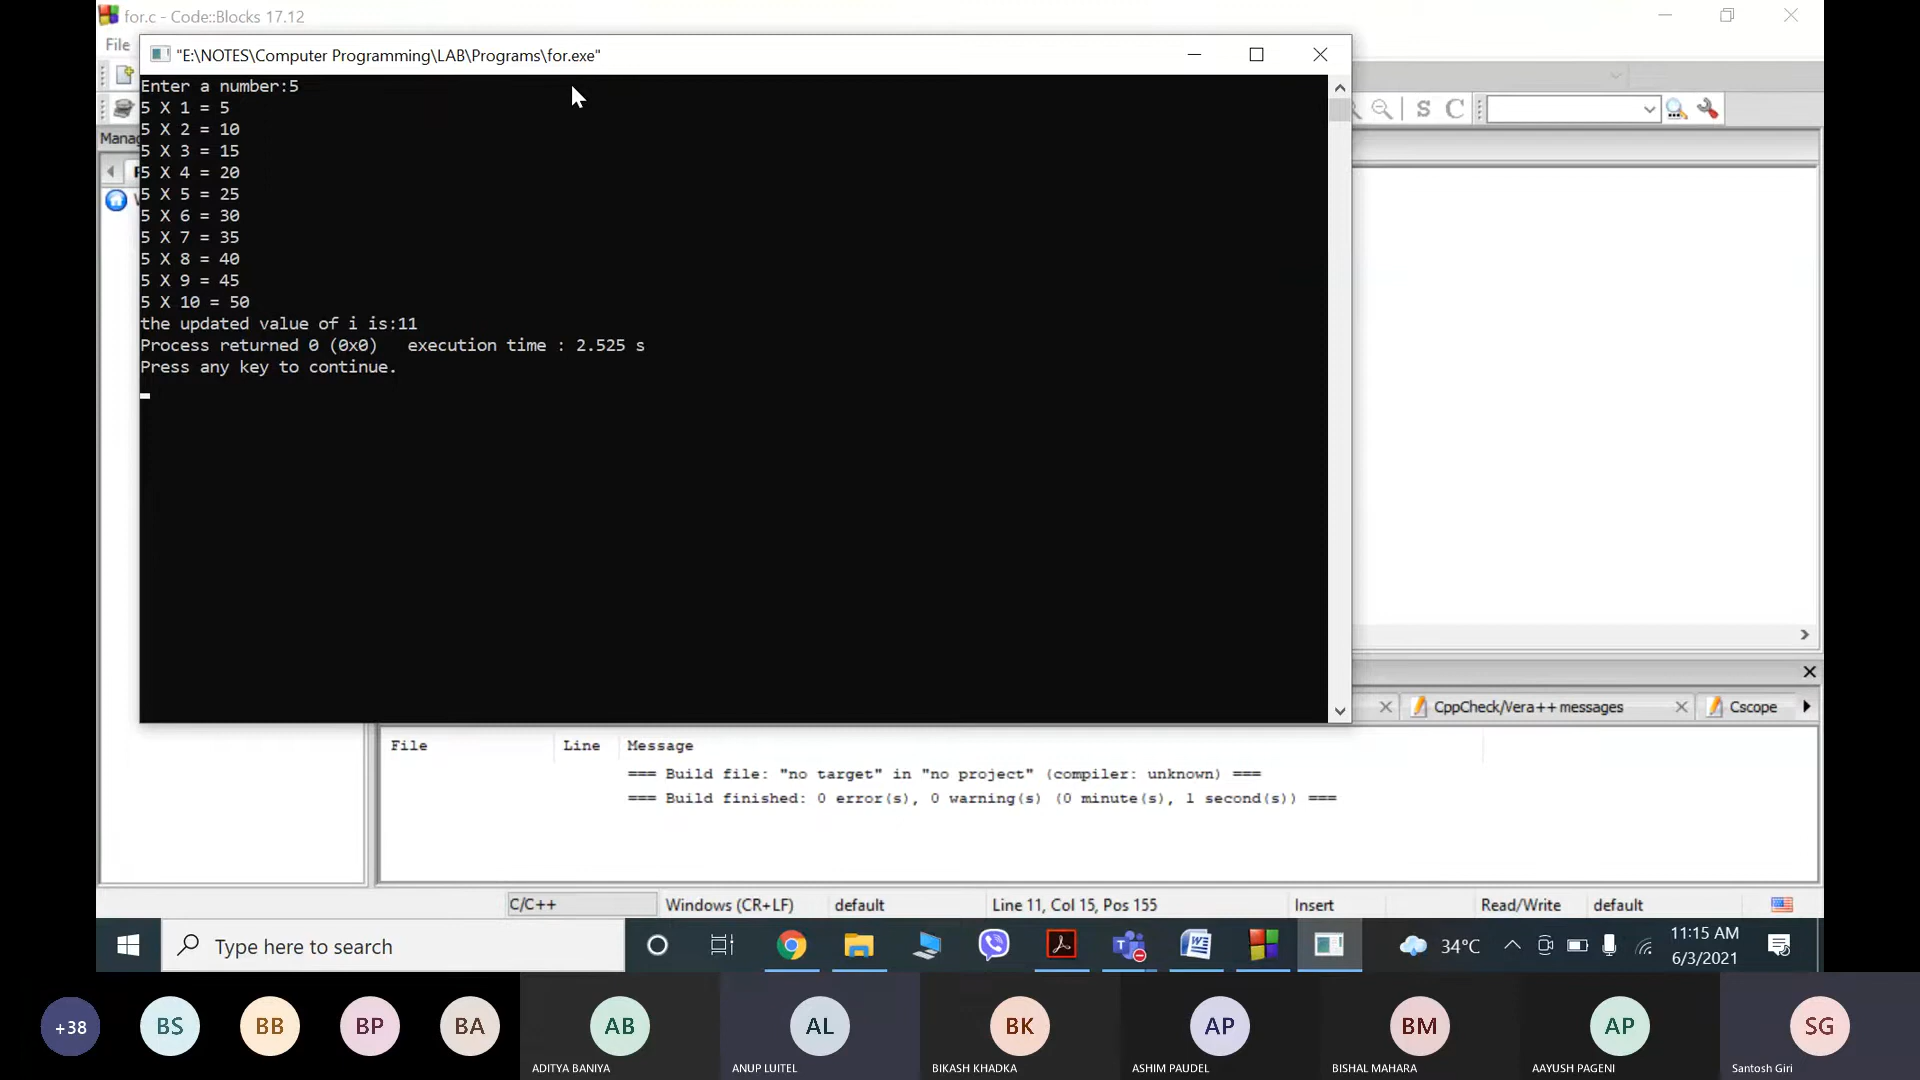 for.c - Code::Blocks 17.12
File
"E:\NOTES\Computer Programming\LAB\Programs\for.exe"
Enter a number:5
5 X 1 = 5
5 X 2 = 10
5 X 3 = 15
5 X 4 = 20
5 X 5 = 25
5 X 6 = 30
5 X 7 = 35
5 X 8 = 40
5 X 9 = 45
5 X 10 = 50
the updated value of i is:11
Process returned 0 (0x0)   execution time : 2.525 s
Press any key to continue.
S C
Manag
CppCheck/Vera++ messages
Cscope
File Line Message
=== Build file: "no target" in "no project" (compiler: unknown) ===
=== Build finished: 0 error(s), 0 warning(s) (0 minute(s), 1 second(s)) ===
C/C++ Windows (CR+LF) default Line 11, Col 15, Pos 155 Insert Read/Write default
Type here to search
34°C
11:15 AM
6/3/2021
+38 BS BB BP BA AB AL BK AP BM AP SG
ADITYA BANIYA ANUP LUITEL BIKASH KHADKA ASHIM PAUDEL BISHAL MAHARA AAYUSH PAGENI Santosh Giri